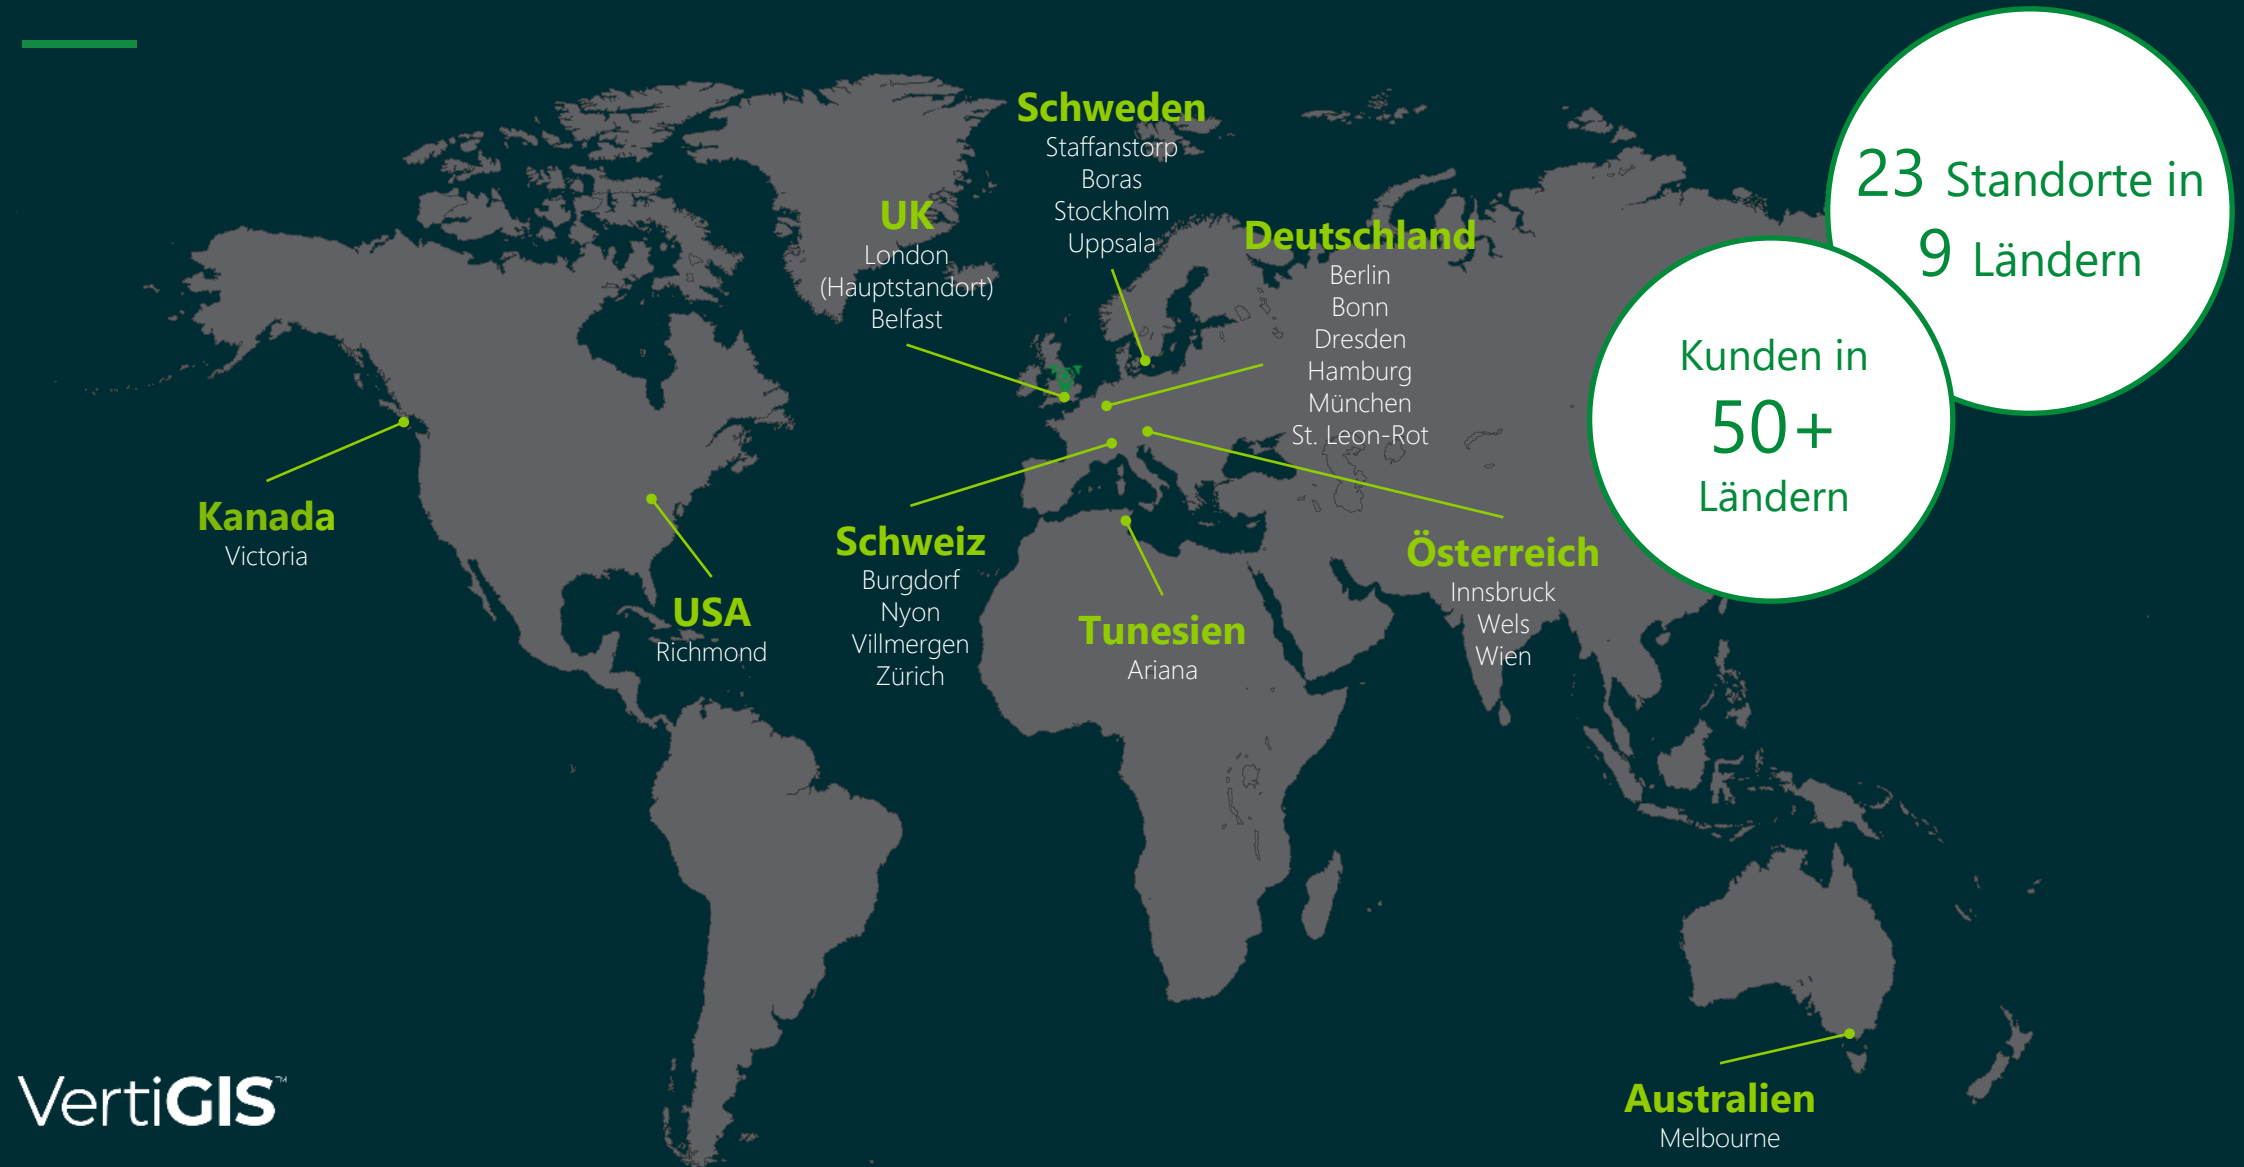 23 Standorte in
9 Ländern
Kunden in
50+
Ländern
Schweden
Staffanstorp
Boras
Stockholm
Uppsala
UK
London
(Hauptstandort)
Belfast
Deutschland
Berlin
Bonn
Dresden
Hamburg
München
St. Leon-Rot
Kanada
Victoria
USA
Richmond
Schweiz
Burgdorf
Nyon
Villmergen
Zürich
Tunesien
Ariana
Österreich
Innsbruck
Wels
Wien
Australien
Melbourne
VertiGIS™